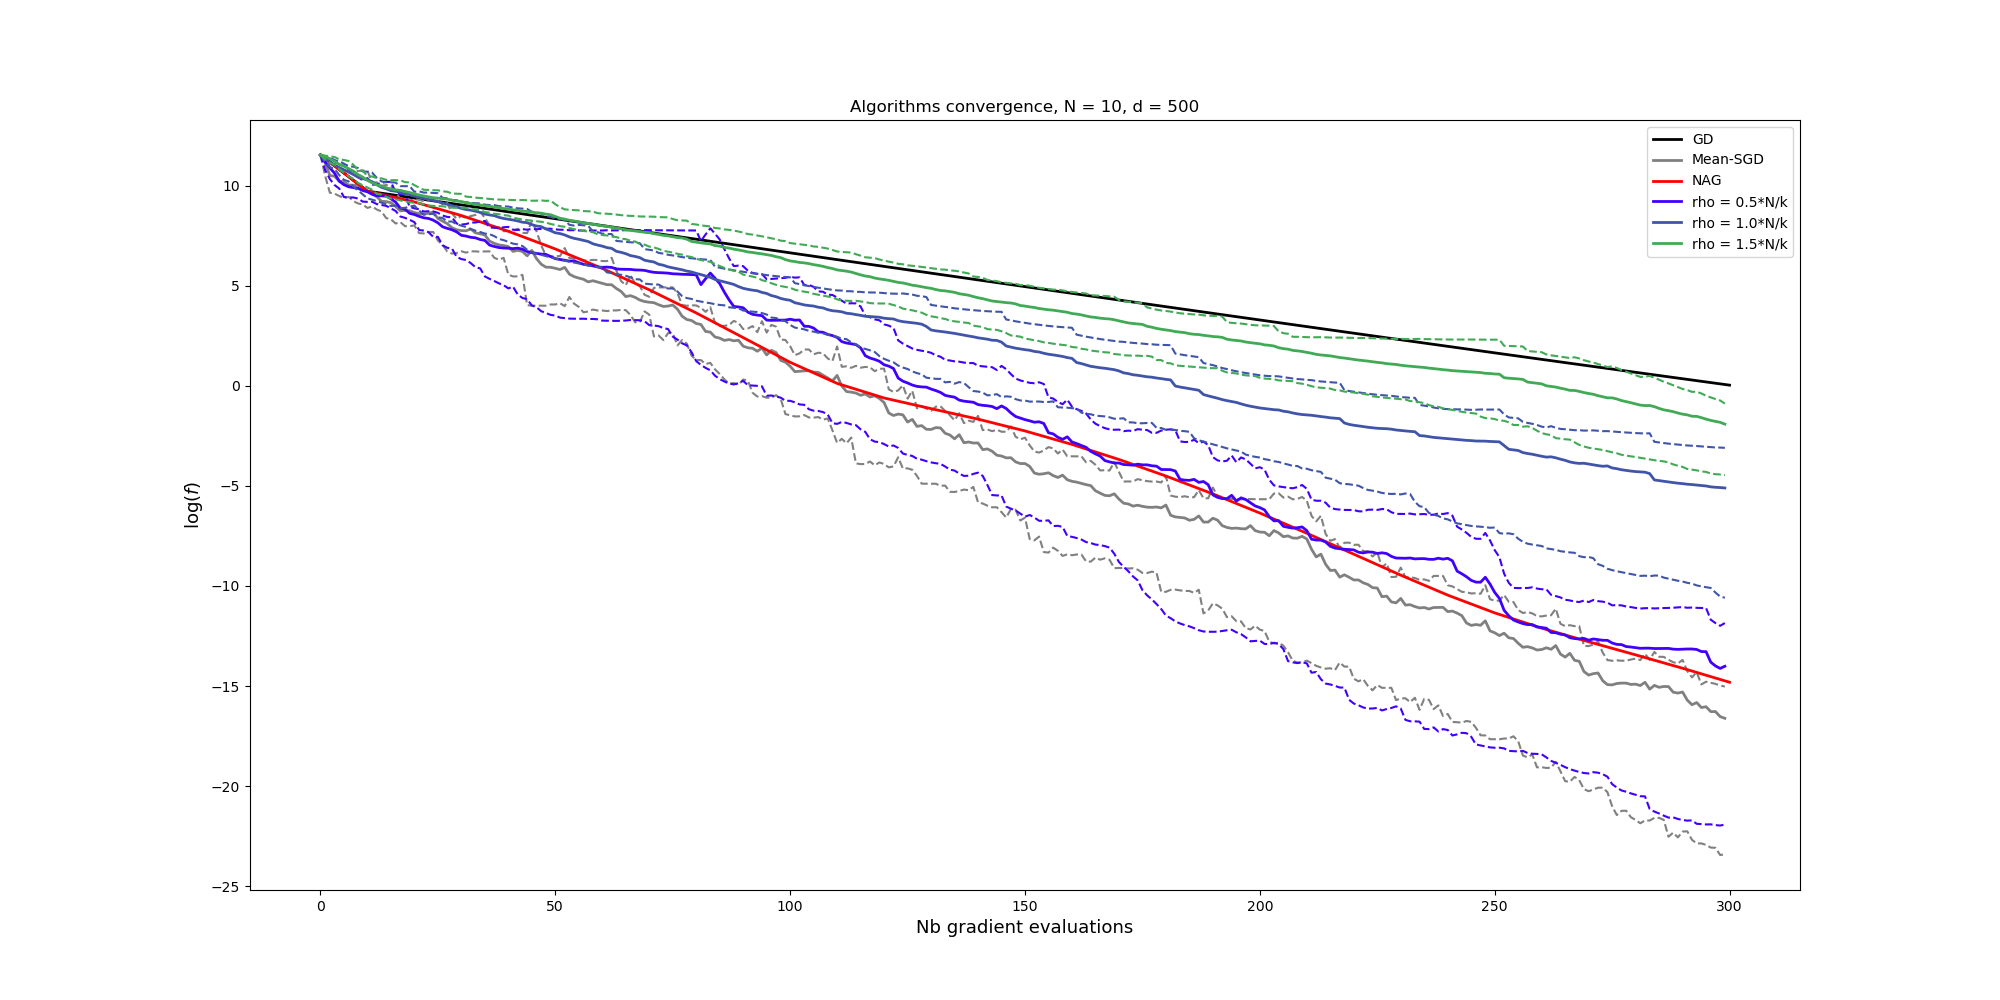 Algorithms convergence, N = 10, d = 500
GD
Mean-SGD
NAG
rho = 0.5*N/k
rho = 1.0*N/k
rho = 1.5*N/k
log(f)
10
5
0
−5
−10
−15
−20
−25
0
50
100
150
200
250
300
Nb gradient evaluations